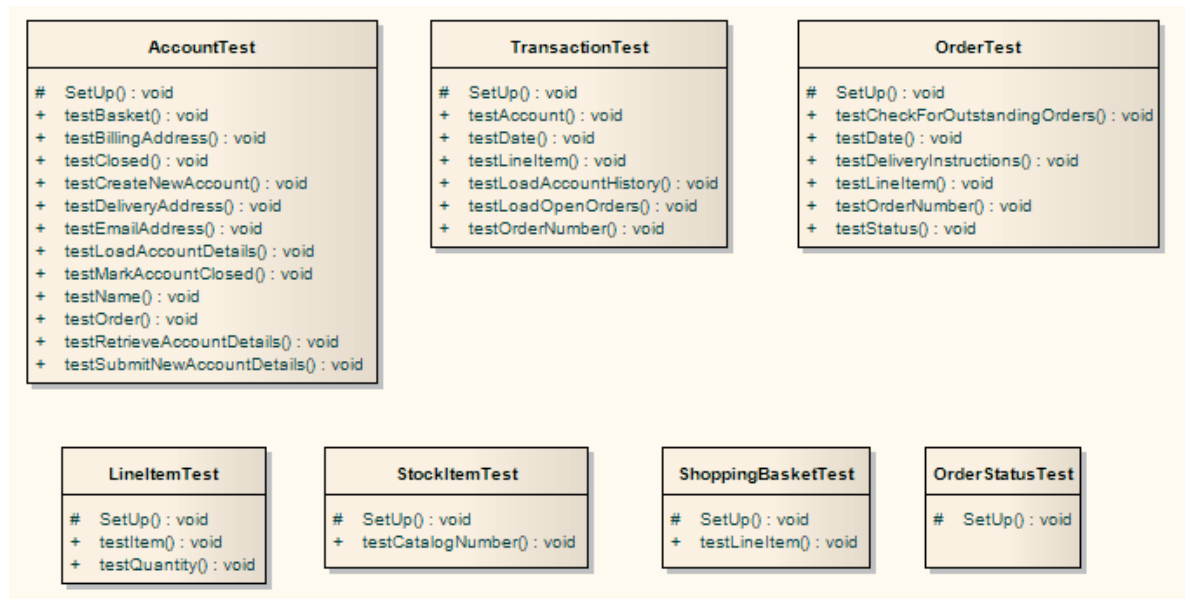 AccountTest
# SetUp() : void
+ testBasket() : void
+ testBillingAddress() : void
+ testClosed() : void
+ testCreateNewAccount() : void
+ testDeliveryAddress() : void
+ testEmailAddress() : void
+ testLoadAccountDetails() : void
+ testMarkAccountClosed() : void
+ testName() : void
+ testOrder() : void
+ testRetrieveAccountDetails() : void
+ testSubmitNewAccountDetails() : void
TransactionTest
# SetUp() : void
+ testAccount() : void
+ testDate() : void
+ testLineItem() : void
+ testLoadAccountHistory() : void
+ testLoadOpenOrders() : void
+ testOrderNumber() : void
OrderTest
# SetUp() : void
+ testCheckForOutstandingOrders() : void
+ testDate() : void
+ testDeliveryInstructions() : void
+ testLineItem() : void
+ testOrderNumber() : void
+ testStatus() : void
LineItemTest
# SetUp() : void
+ testItem() : void
+ testQuantity() : void
StockItemTest
# SetUp() : void
+ testCatalogNumber() : void
ShoppingBasketTest
# SetUp() : void
+ testLineItem() : void
OrderStatusTest
# SetUp() : void